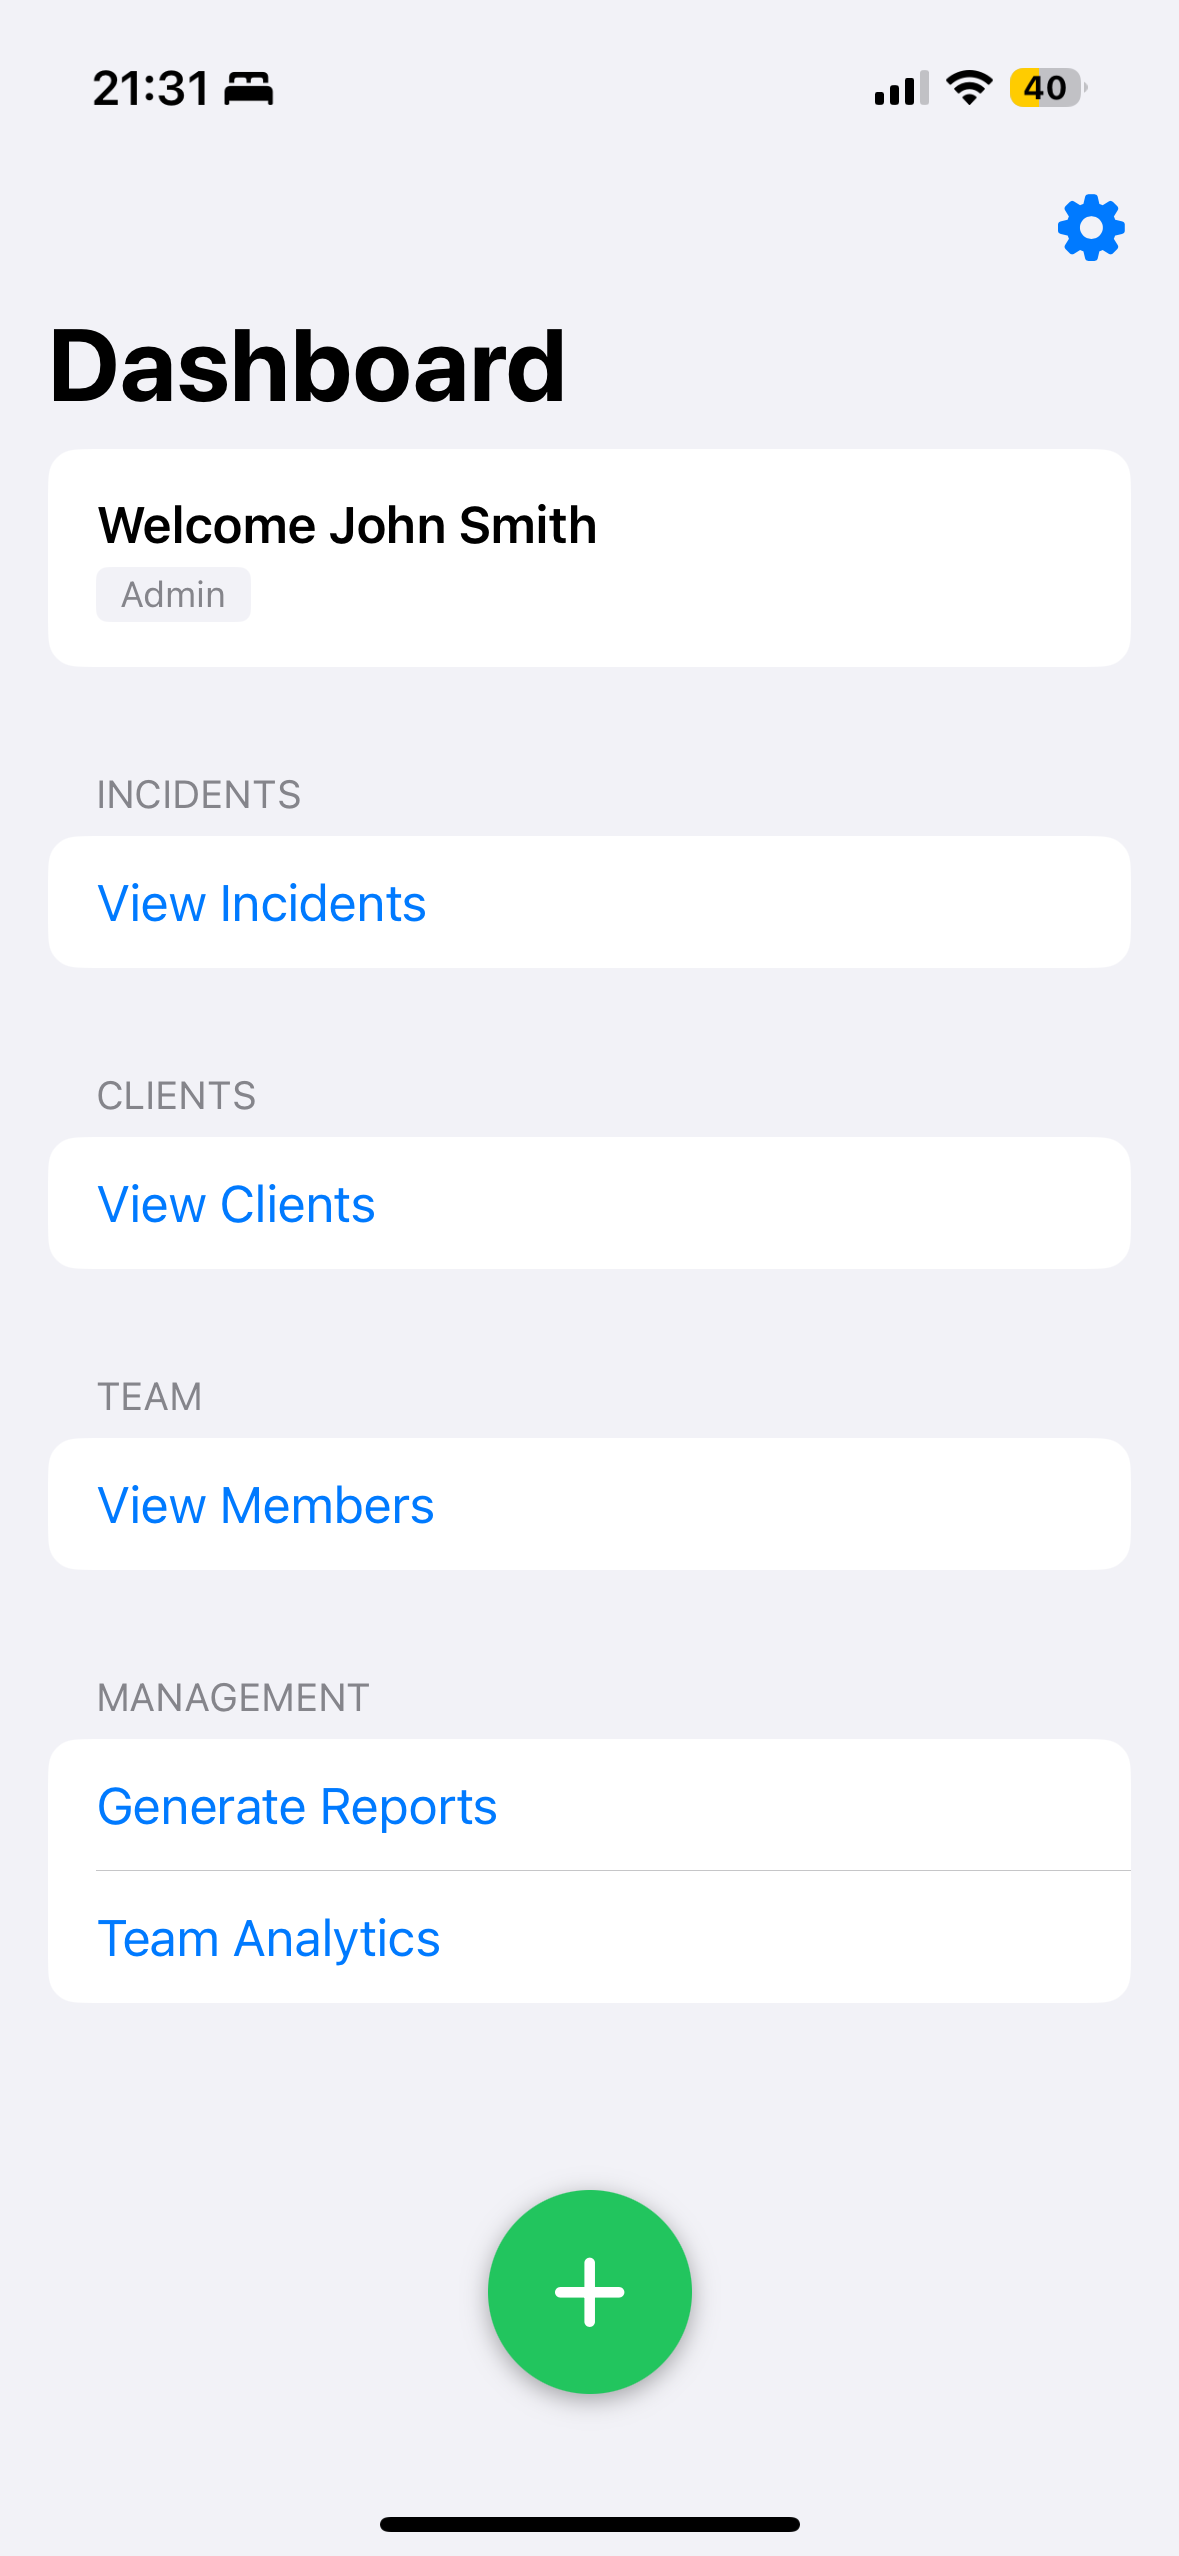 21:31
40
Dashboard
Welcome John Smith
Admin
INCIDENTS
View Incidents
CLIENTS
View Clients
TEAM
View Members
MANAGEMENT
Generate Reports
Team Analytics